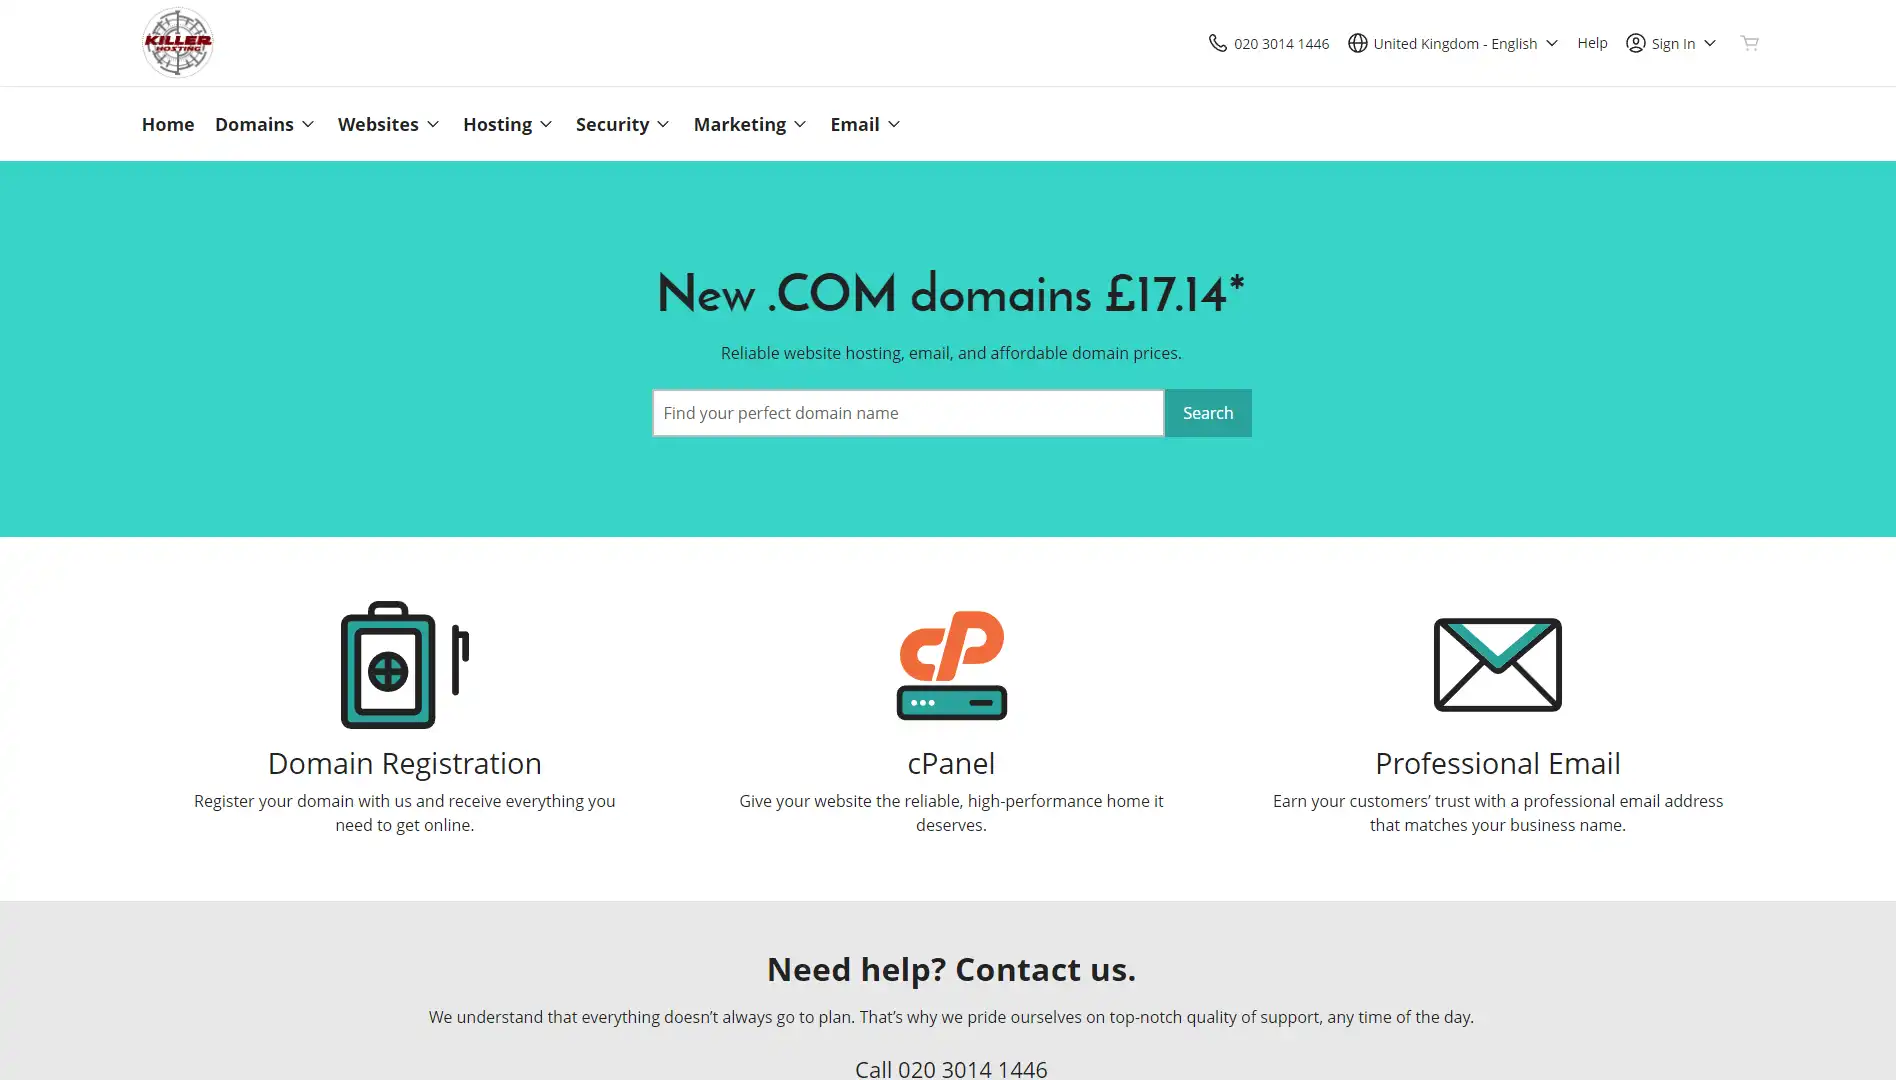 KILLER
HOSTING
020 3014 1446
United Kingdom - English
Help
Sign In
Home
Domains
Websites
Hosting
Security
Marketing
Email
New .COM domains £17.14*
Reliable website hosting, email, and affordable domain prices.
Find your perfect domain name
Search
cP
Domain Registration
Register your domain with us and receive everything you
need to get online.
cPanel
Give your website the reliable, high-performance home it
deserves.
Professional Email
Earn your customers’ trust with a professional email address
that matches your business name.
Need help? Contact us.
We understand that everything doesn’t always go to plan. That’s why we pride ourselves on top-notch quality of support, any time of the day.
Call 020 3014 1446